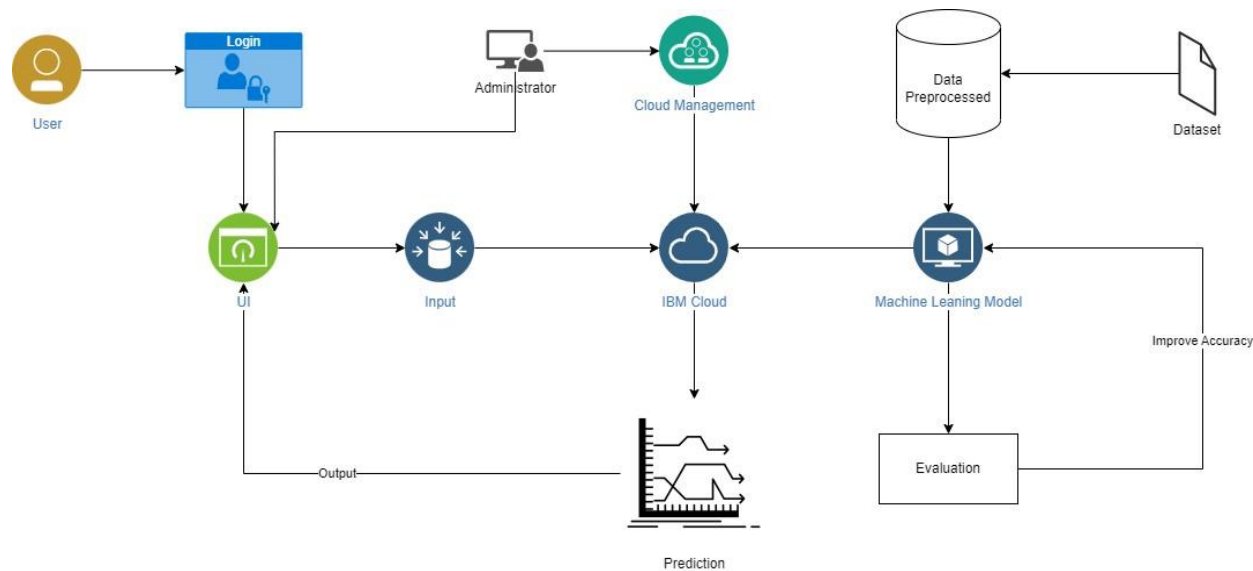 Login
User
Administrator
Cloud Management
Data
Preprocessed
Dataset
UI
Input
IBM Cloud
Machine Leaning Model
Improve Accuracy
Output
Evaluation
Prediction